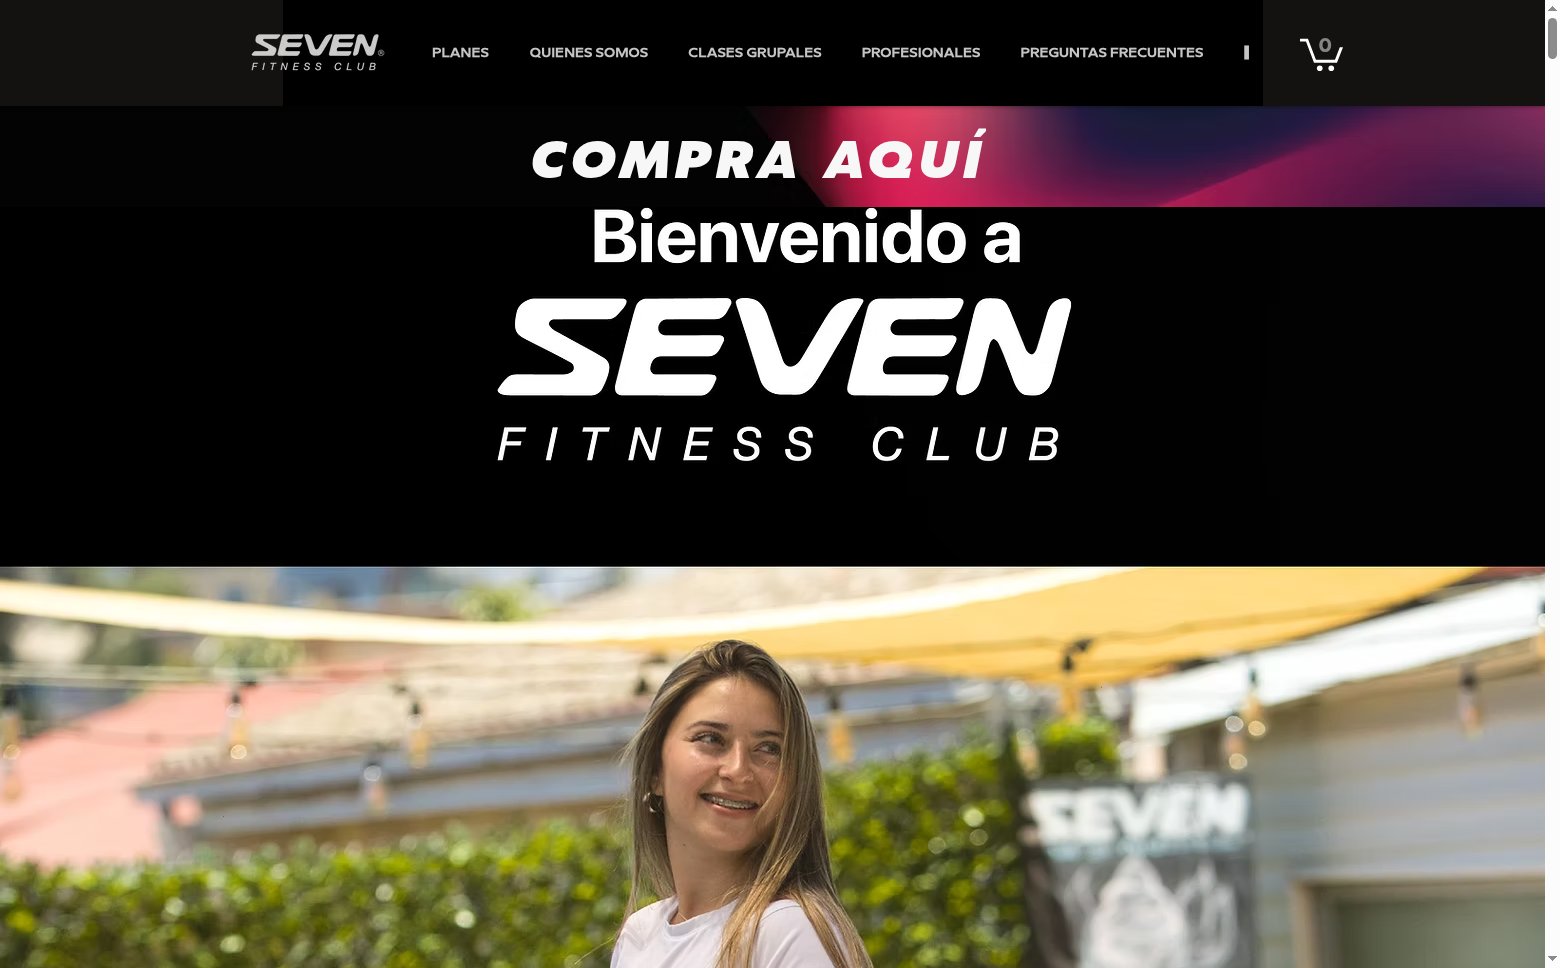 SEVEN®
FITNESS CLUB
PLANES
QUIENES SOMOS
CLASES GRUPALES
PROFESIONALES
PREGUNTAS FRECUENTES
0
COMPRA AQUÍ
Bienvenido a
SEVEN
FITNESS CLUB
SEVEN